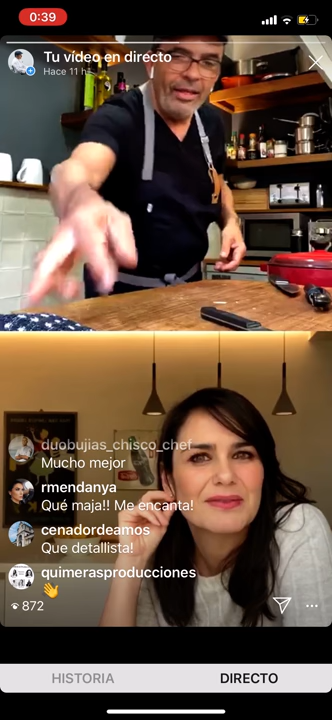 0:39
Tu vídeo en directo
Hace 11 h
duobujias_chisco_chef
Mucho mejor
rmendanya
Qué maja!! Me encanta!
cenadordeamos
Que detallista!
quimerasproducciones
👋
872
HISTORIA
DIRECTO